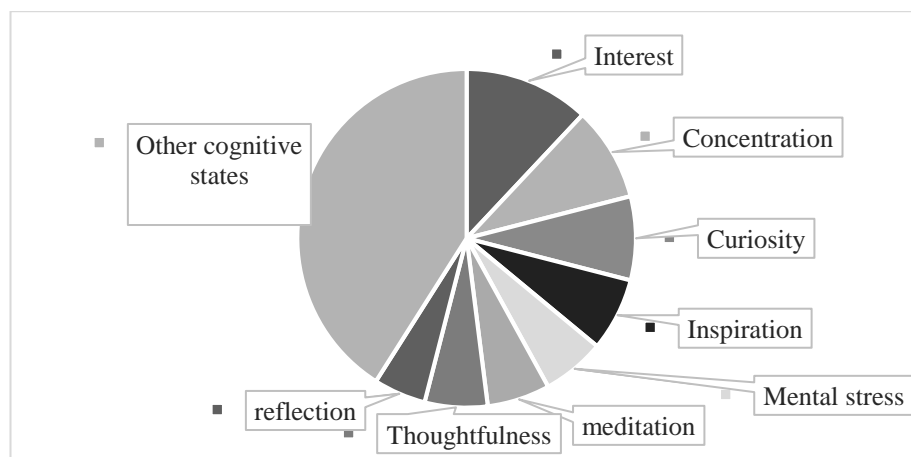 Interest
Other cognitive
states
Concentration
Curiosity
Inspiration
Mental stress
reflection
Thoughtfulness
meditation